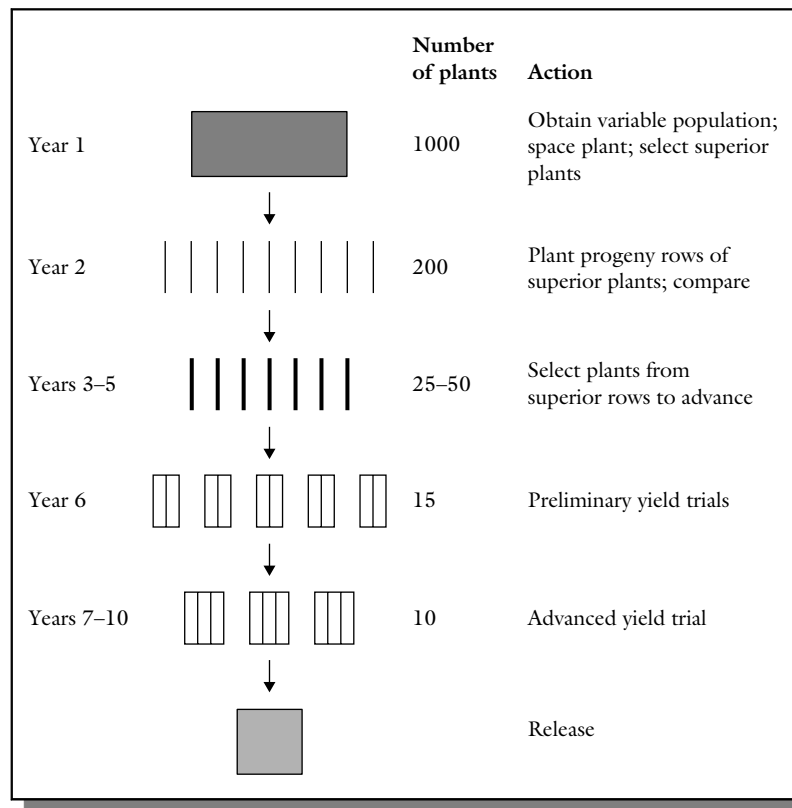 Number
of plants
Action
Year 1
1000
Obtain variable population;
space plant; select superior
plants
Year 2
200
Plant progeny rows of
superior plants; compare
Years 3–5
25–50
Select plants from
superior rows to advance
Year 6
15
Preliminary yield trials
Years 7–10
10
Advanced yield trial
Release